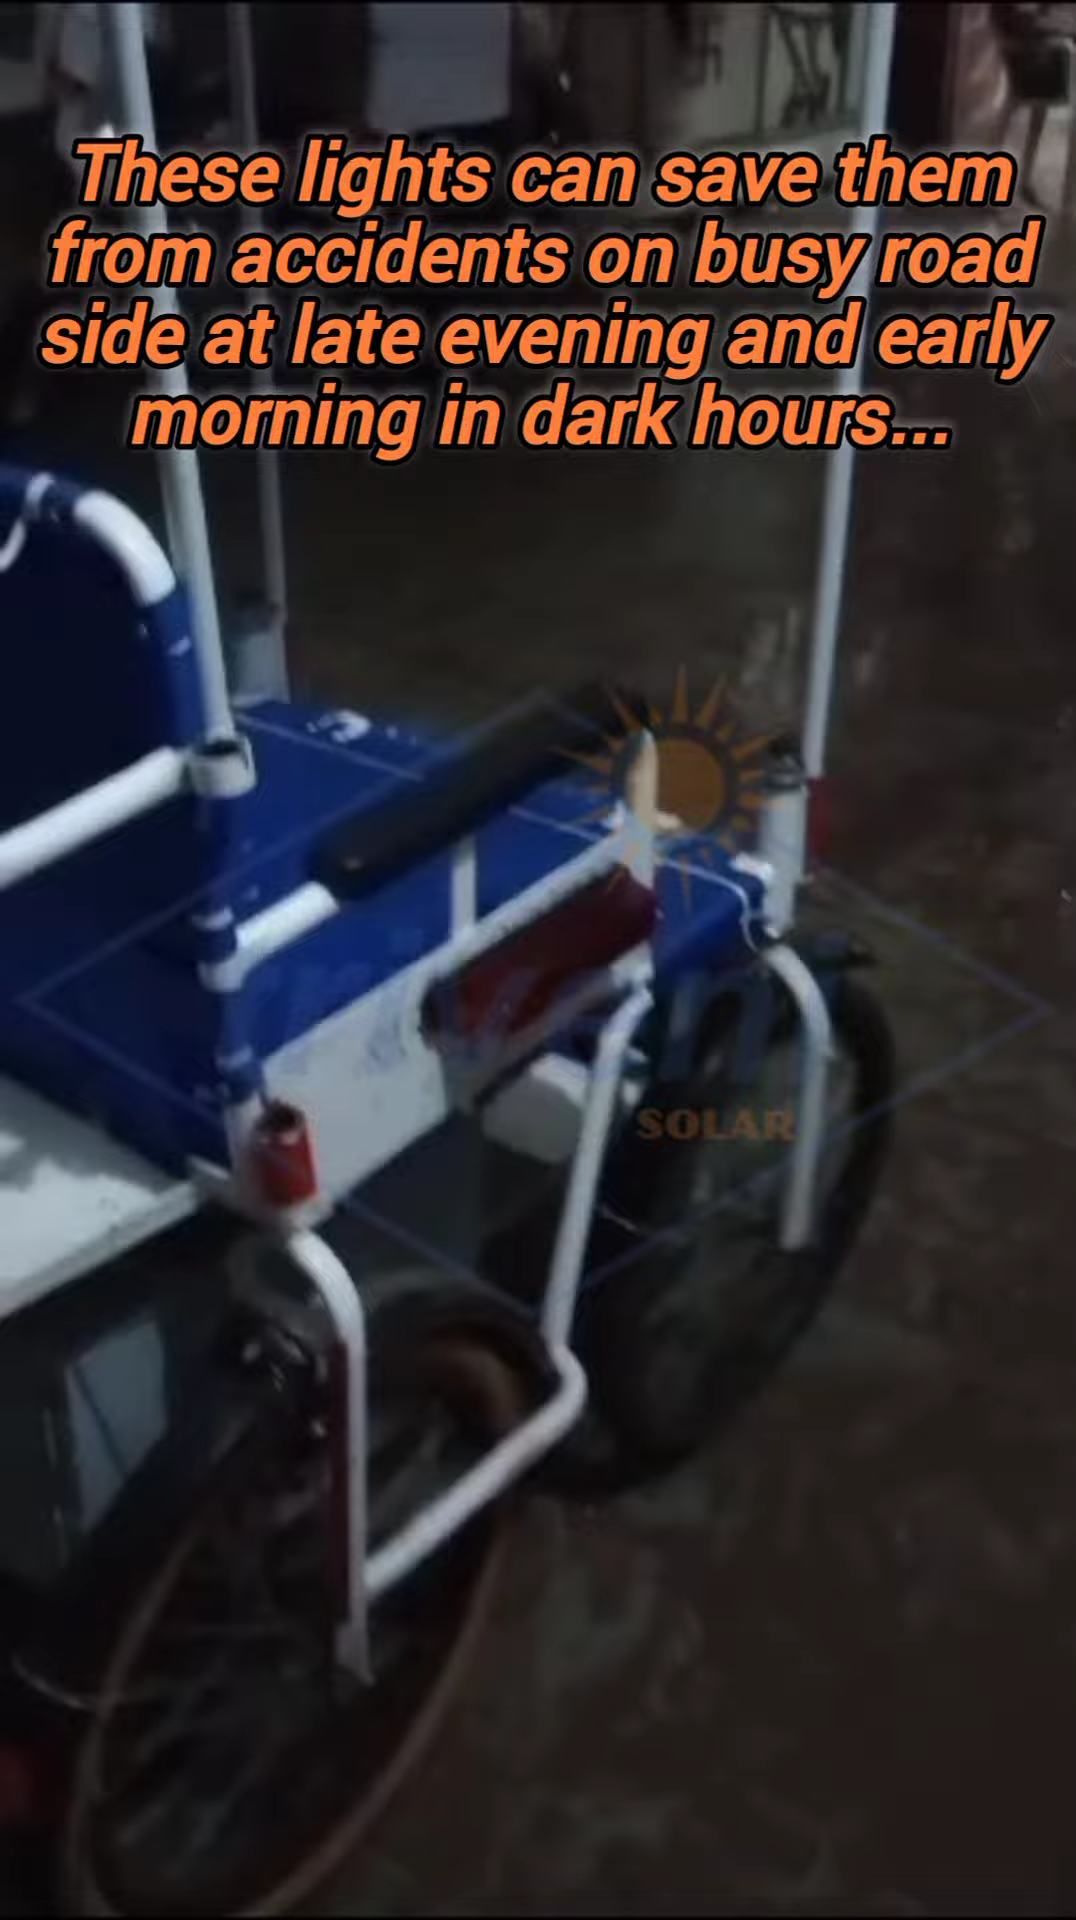 These lights can save them
from accidents on busy road
side at late evening and early
morning in dark hours...
SOLAR